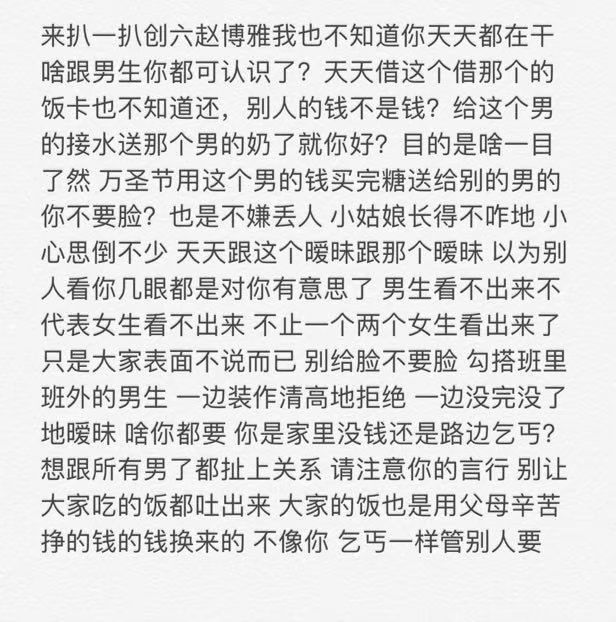 来扒一扒创六赵博雅我也不知道你天天都在干
啥跟男生你都可认识了？天天借这个借那个的
饭卡也不知道还，别人的钱不是钱？给这个男
的接水送那个男的奶了就你好？目的是啥一目
了然 万圣节用这个男的钱买完糖送给别的男的
你不要脸？也是不嫌丢人 小姑娘长得不咋地 小
心思倒不少 天天跟这个暧昧跟那个暧昧 以为别
人看你几眼都是对你有意思了 男生看不出来不
代表女生看不出来 不止一个两个女生看出来了
只是大家表面不说而已 别给脸不要脸 勾搭班里
班外的男生 一边装作清高地拒绝 一边没完没了
地暧昧 啥你都要 你是家里没钱还是路边乞丐？
想跟所有男了都扯上关系 请注意你的言行 别让
大家吃的饭都吐出来 大家的饭也是用父母辛苦
挣的钱的钱换来的 不像你 乞丐一样管别人要